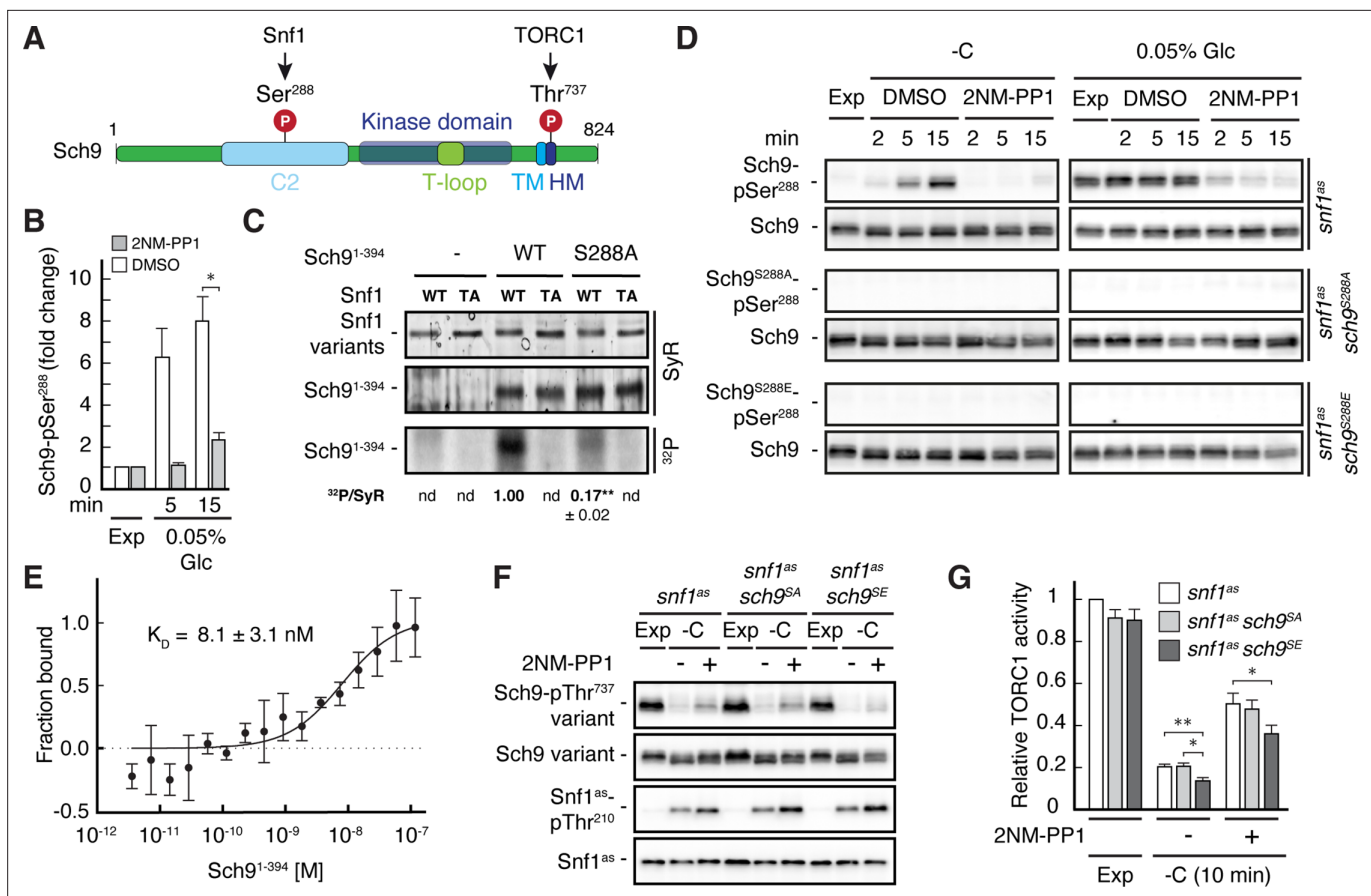 A
Snf1
TORC1
Ser288
Thr737
P
P
1
Kinase domain
824
Sch9
C2
T-loop
TM HM
B
2NM-PP1
DMSO
Sch9-pSer288 (fold change)
10
8
6
4
2
0
*
min
5
15
Exp
0.05%
Glc
C
Sch91-394
-
WT
S288A
Snf1
WT
TA
WT
TA
WT
TA
Snf1
variants
-
Sch91-394 -
SyR
Sch91-394 -
32P
32P/SyR
nd
nd
1.00
nd
0.17**
nd
± 0.02
D
-C
0.05% Glc
Exp
DMSO
2NM-PP1
Exp
DMSO
2NM-PP1
min
2
5
15
2
5
15
2
5
15
2
5
15
Sch9-
pSer288 -
Sch9 -
snf1as
Sch9S288A-
pSer288 -
Sch9 -
snf1as
sch9S288A
Sch9S288E-
pSer288 -
Sch9 -
snf1as
sch9S288E
E
KD = 8.1 ± 3.1 nM
Fraction bound
1.0
0.5
0.0
-0.5
10-12
10-11
10-10
10-9
10-8
10-7
Sch91-394 [M]
F
snf1as
snf1as
sch9SA
snf1as
sch9SE
Exp
-C
Exp
-C
Exp
-C
2NM-PP1
-
+
-
+
-
+
Sch9-pThr737
variant
-
Sch9 variant -
Snf1as-
pThr210
-
Snf1as -
G
Relative TORC1 activity
1
0.8
0.6
0.4
0.2
0
snf1as
snf1as sch9SA
snf1as sch9SE
**
*
*
2NM-PP1
-
+
Exp
-C (10 min)